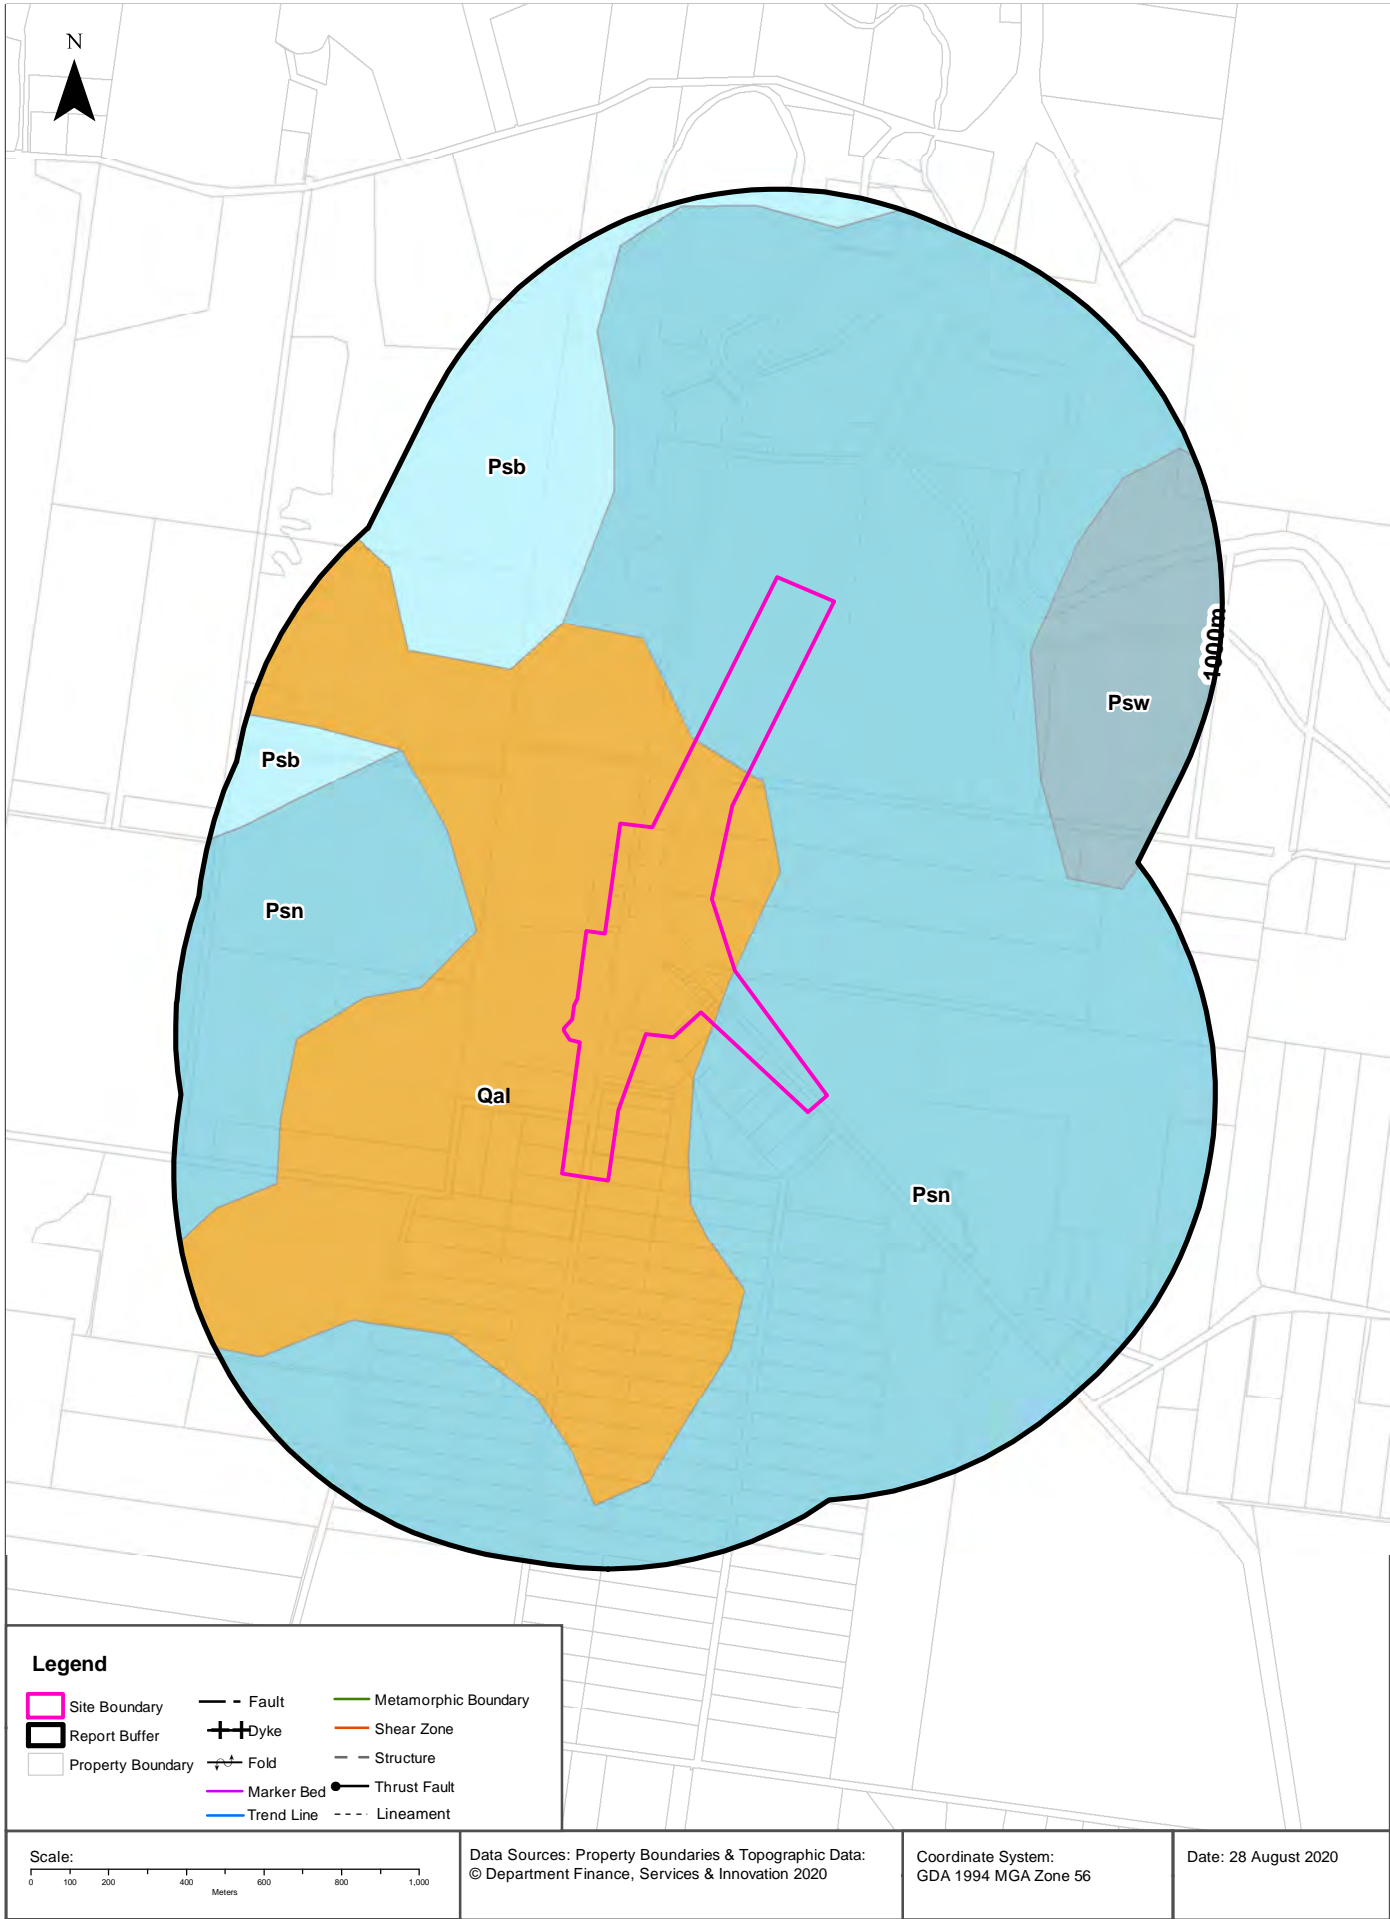 N
Psb
1000m
Psw
Psb
Psn
Qal
Psn
Legend
Site Boundary
Report Buffer
Property Boundary
Fault
Dyke
Fold
Marker Bed
Trend Line
Metamorphic Boundary
Shear Zone
Structure
Thrust Fault
Lineament
Scale:
0 100 200 400 600 800 1,000
Meters
Data Sources: Property Boundaries & Topographic Data:
© Department Finance, Services & Innovation 2020
Coordinate System:
GDA 1994 MGA Zone 56
Date: 28 August 2020